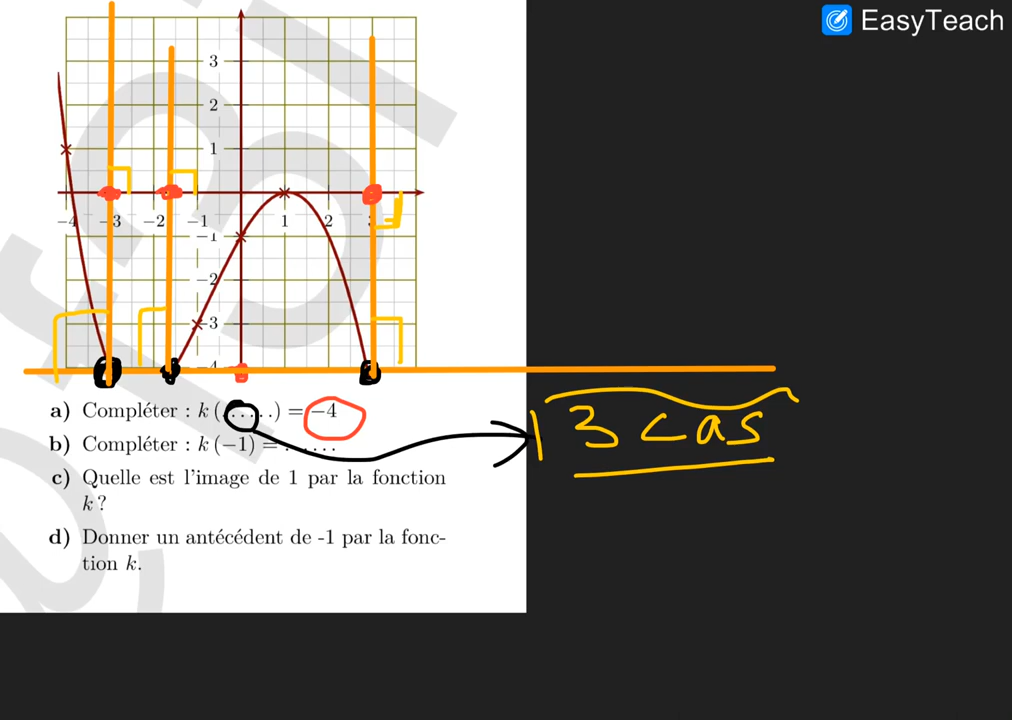 EasyTeach
3
2
1
−4 −3 −2 −1 1 2 3
−1
−2
−3
−4
a) Compléter : k (.....) = −4
b) Compléter : k (−1) = ......
c) Quelle est l'image de 1 par la fonction
k ?
d) Donner un antécédent de -1 par la fonc-
tion k.
3 cas